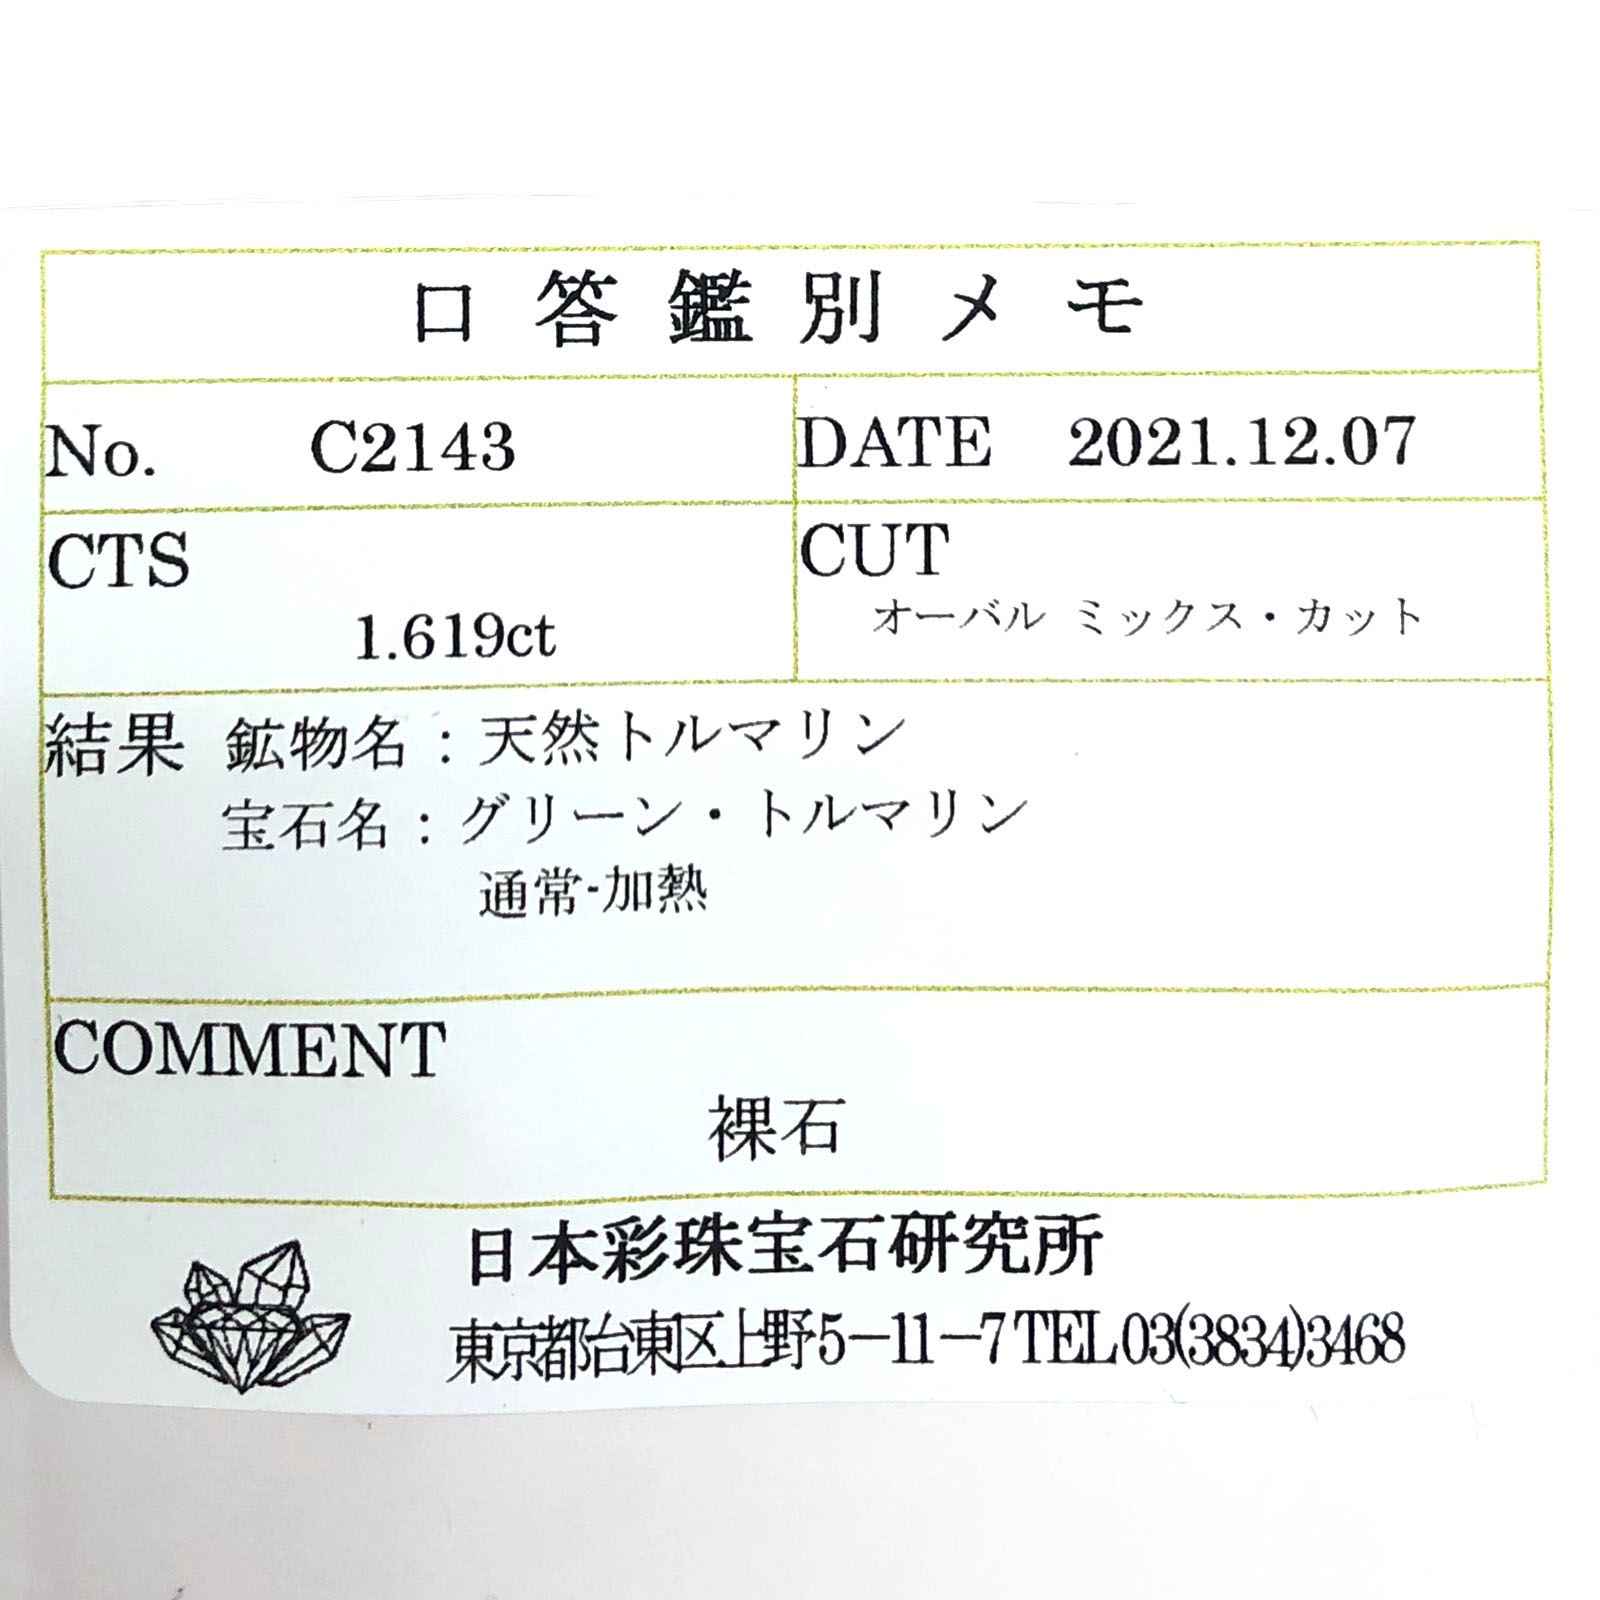 口答鑑別メモ
No. C2143 DATE 2021.12.07
CTS CUT
1.619ct オーバル ミックス・カット
結果 鉱物名：天然トルマリン
宝石名：グリーン・トルマリン
通常-加熱
COMMENT
裸石
日本彩珠宝石研究所
東京都台東区上野5－11－7 TEL 03(3834)3468